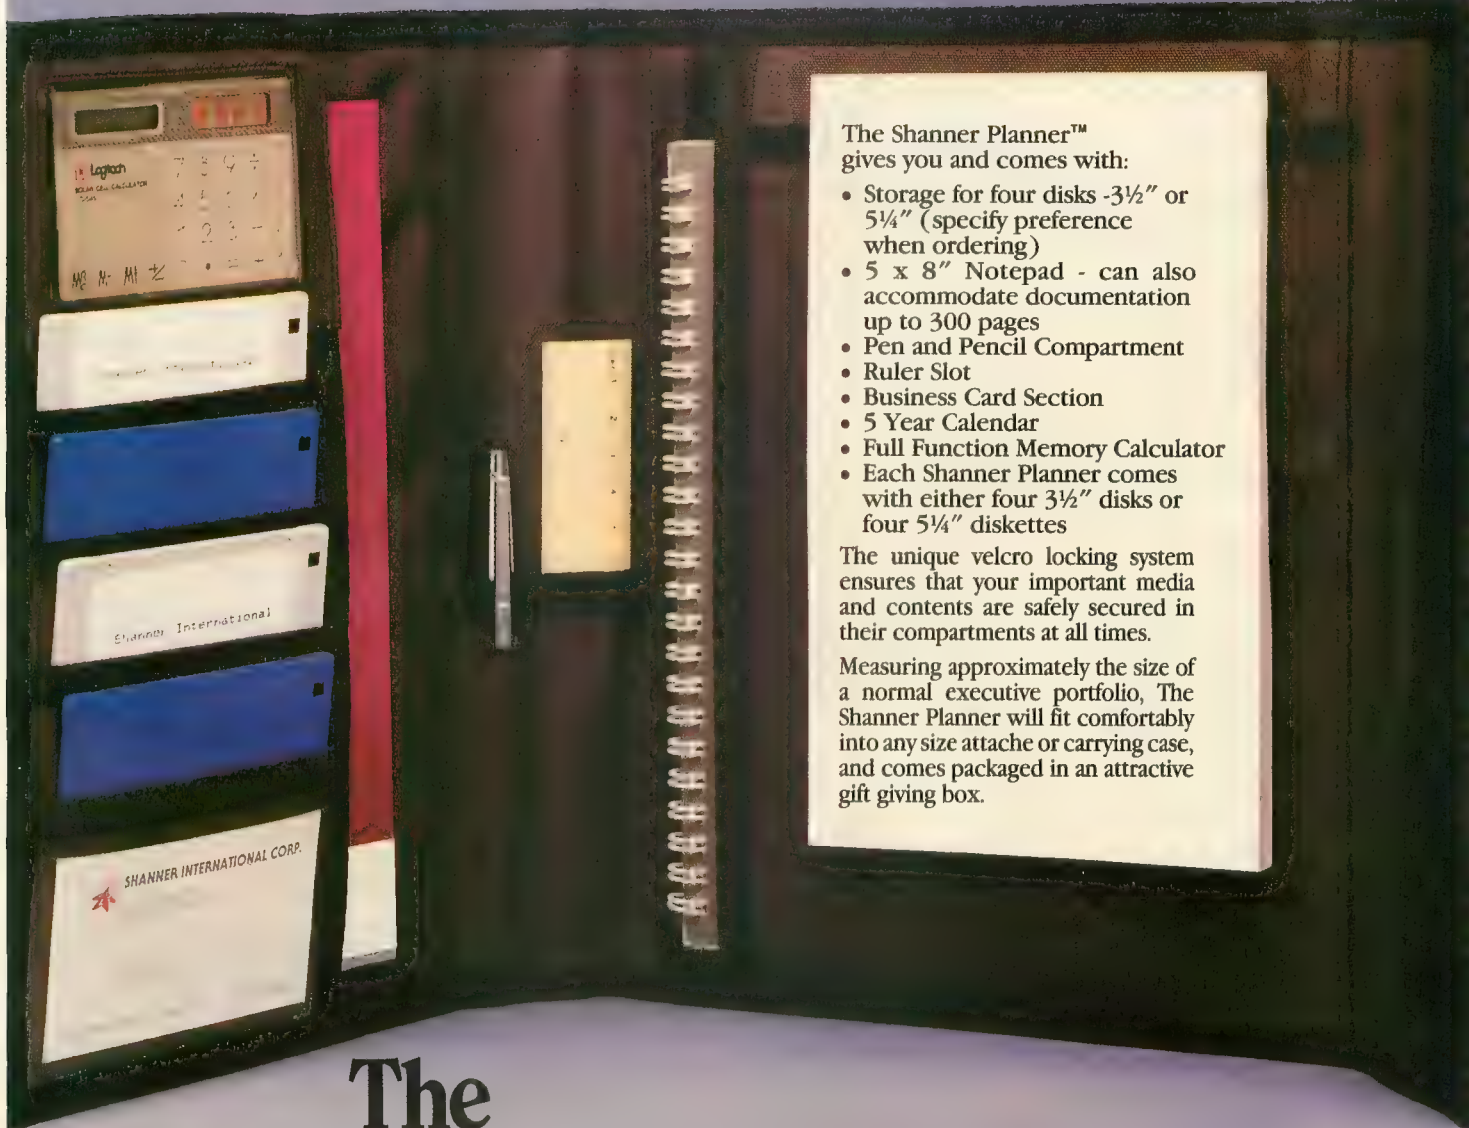 Logitech
SOLAR CELL CALCULATOR
7 8 9 ÷
Shanner International
SHANNER INTERNATIONAL CORP.
The Shanner Planner™
gives you and comes with:
• Storage for four disks -3½″ or
5¼″ (specify preference
when ordering)
• 5 x 8″ Notepad - can also
accommodate documentation
up to 300 pages
• Pen and Pencil Compartment
• Ruler Slot
• Business Card Section
• 5 Year Calendar
• Full Function Memory Calculator
• Each Shanner Planner comes
with either four 3½″ disks or
four 5¼″ diskettes
The unique velcro locking system
ensures that your important media
and contents are safely secured in
their compartments at all times.
Measuring approximately the size of
a normal executive portfolio, The
Shanner Planner will fit comfortably
into any size attache or carrying case,
and comes packaged in an attractive
gift giving box.
The